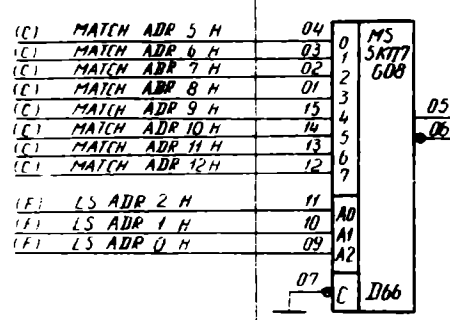 (C) MATCH ADR 5 H 04 0 MS
(C) MATCH ADR 6 H 03 1 5КП7
(C) MATCH ADR 7 H 02 2 G08
(C) MATCH ADR 8 H 01 3
(C) MATCH ADR 9 H 15 4 05
(C) MATCH ADR 10 H 14 5 06
(C) MATCH ADR 11 H 13 6
(C) MATCH ADR 12 H 12 7
(F) LS ADR 2 H 11 A0
(F) LS ADR 1 H 10 A1
(F) LS ADR 0 H 09 A2
07 C D66